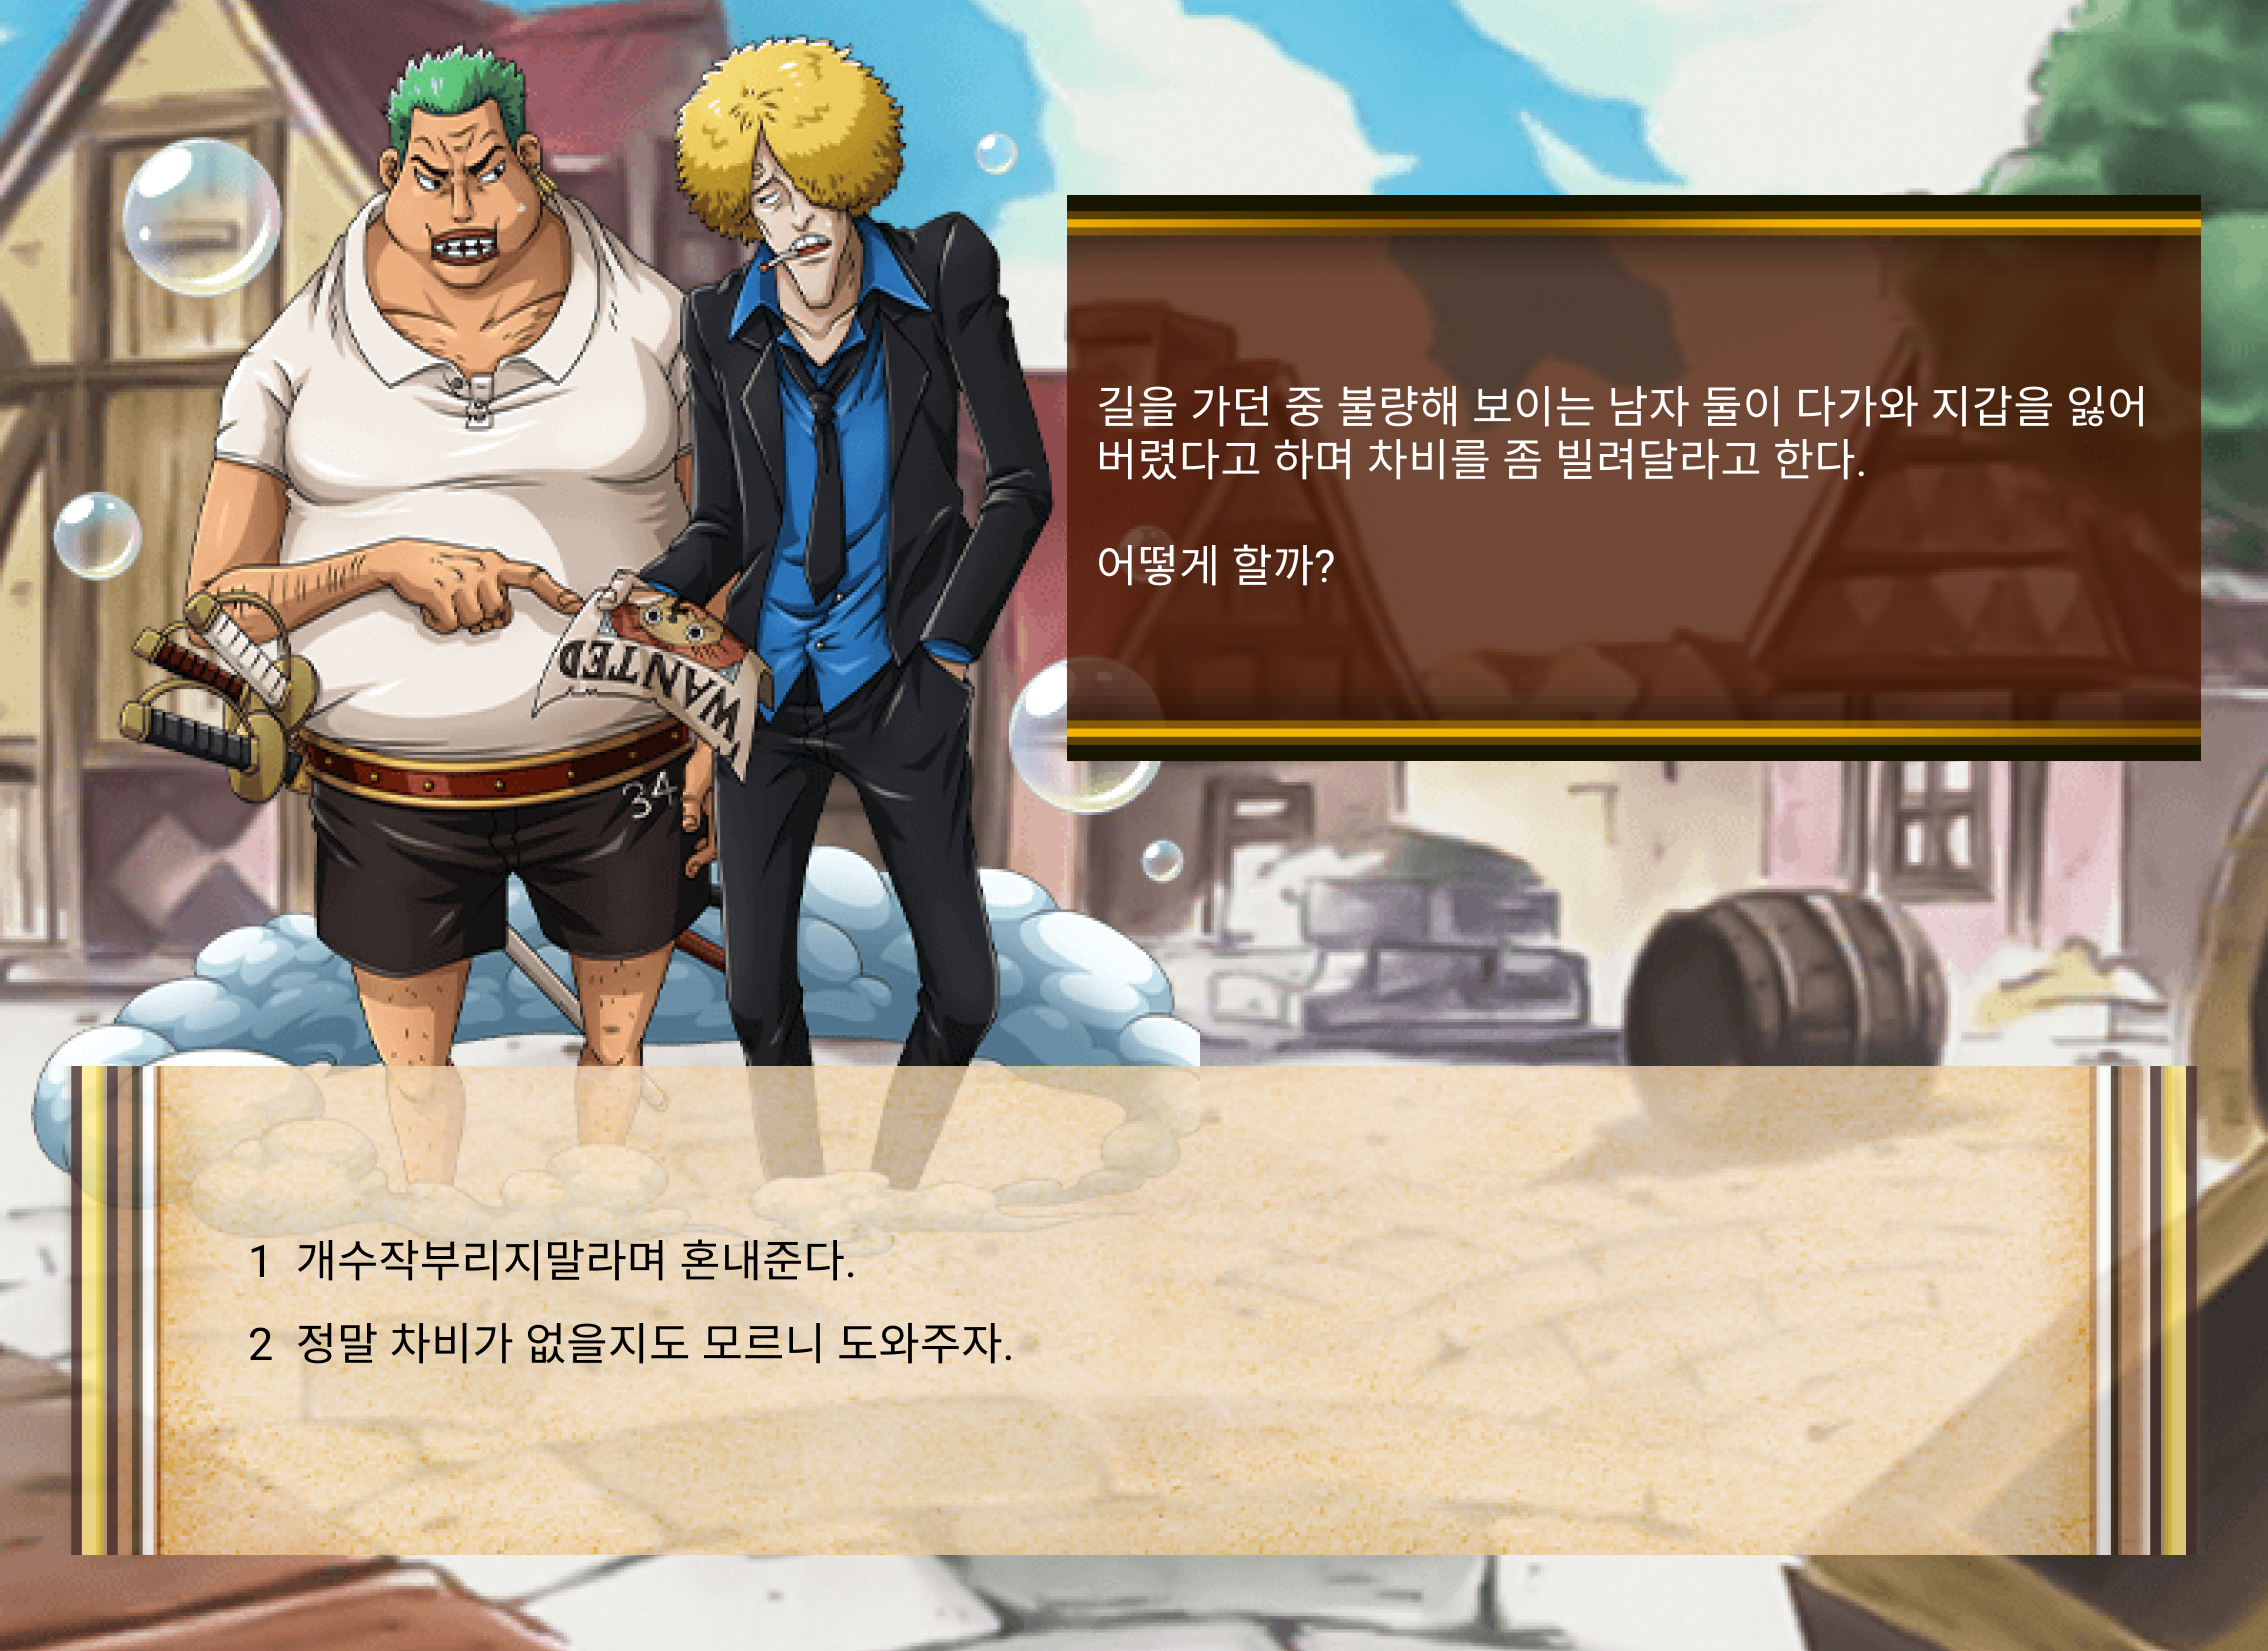 길을 가던 중 불량해 보이는 남자 둘이 다가와 지갑을 잃어
버렸다고 하며 차비를 좀 빌려달라고 한다.
어떻게 할까?
WANTED
34
1 개수작부리지말라며 혼내준다.
2 정말 차비가 없을지도 모르니 도와주자.